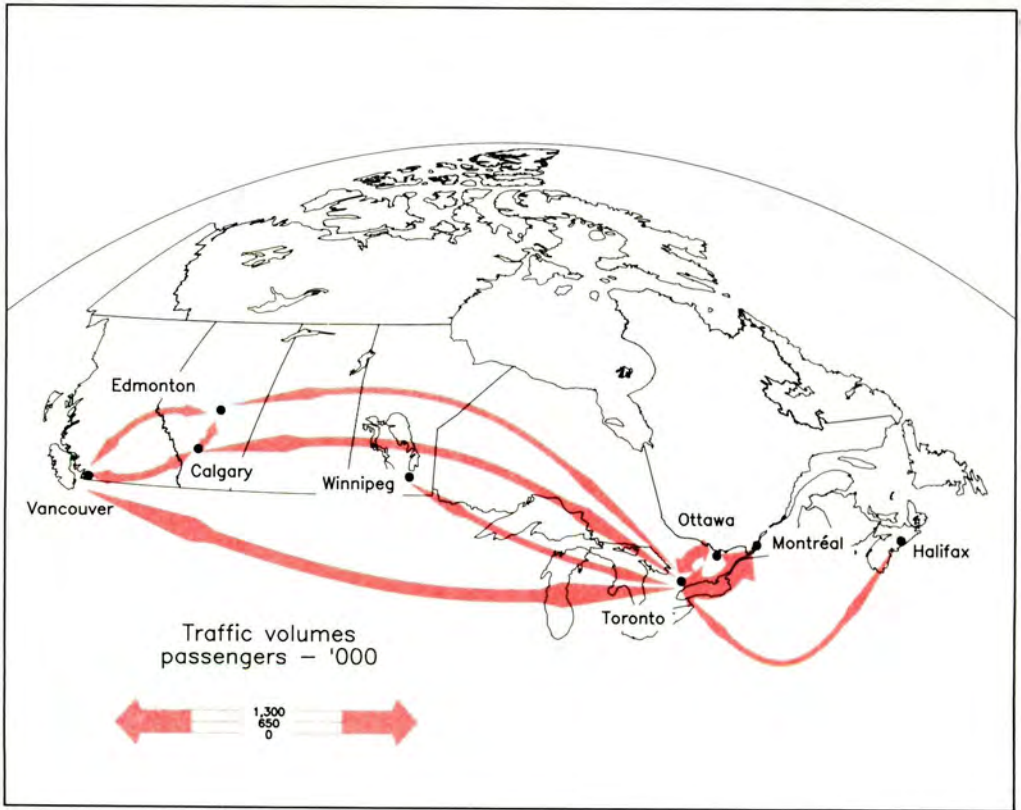 Edmonton
Calgary
Vancouver
Winnipeg
Ottawa
Montréal
Halifax
Toronto
Traffic volumes
passengers – '000
1,300
650
0